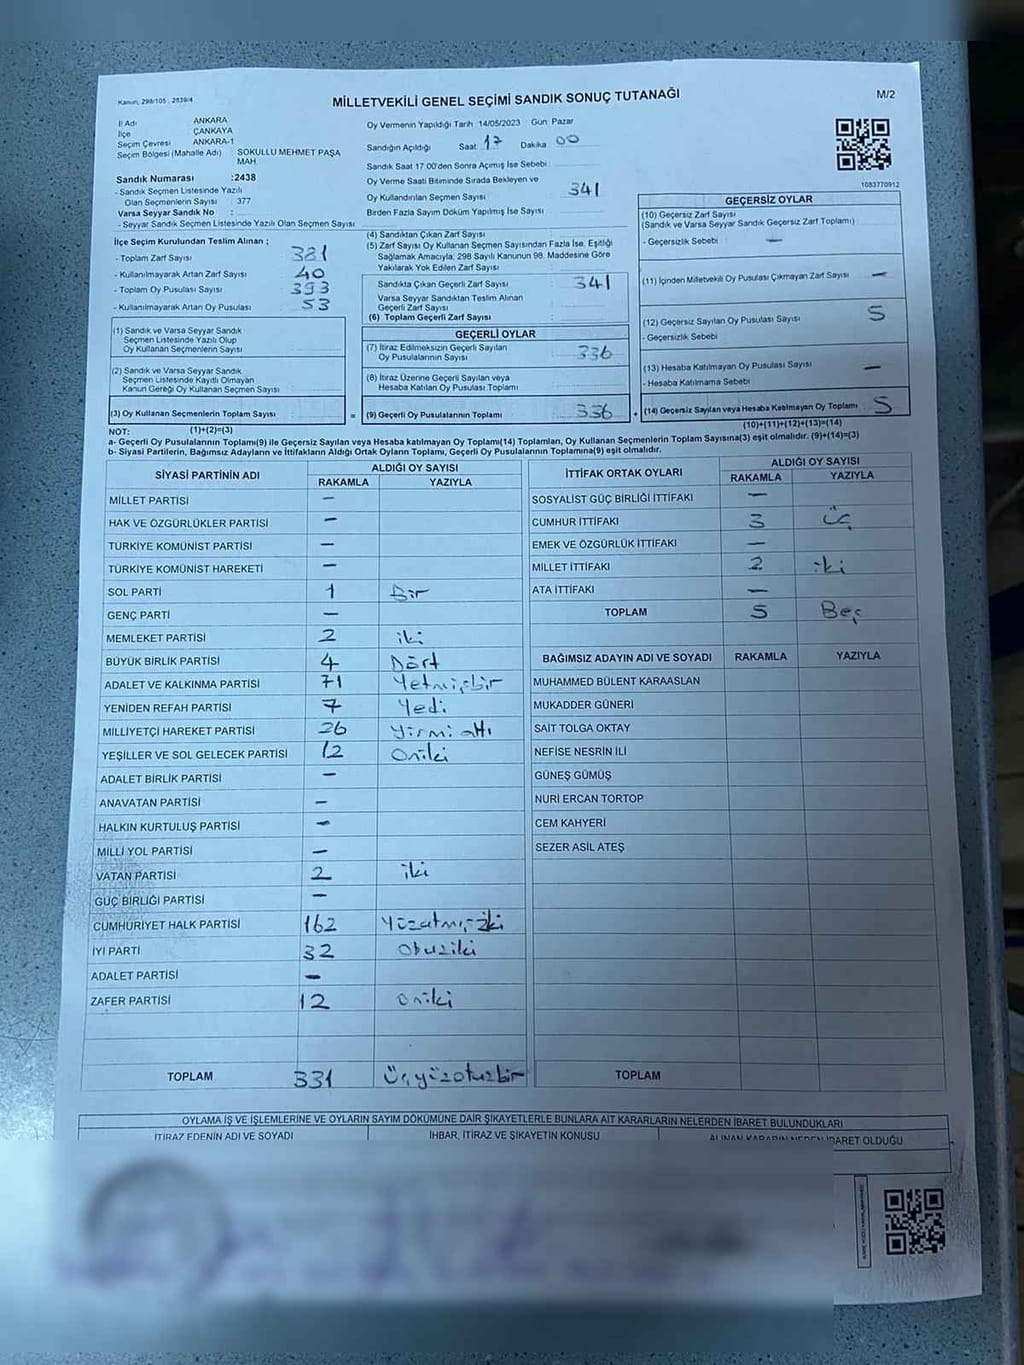 Kanun: 298/105 , 2839/4
MİLLETVEKİLİ GENEL SEÇİMİ SANDIK SONUÇ TUTANAĞI
M/2
İl Adı ANKARA
İlçe ÇANKAYA
Seçim Çevresi ANKARA-1
Seçim Bölgesi (Mahalle Adı) SOKULLU MEHMET PAŞA MAH
Sandık Numarası :2438
- Sandık Seçmen Listesinde Yazılı
Olan Seçmenlerin Sayısı 377
Varsa Seyyar Sandık No :
- Seyyar Sandık Seçmen Listesinde Yazılı Olan Seçmen Sayısı
İlçe Seçim Kurulundan Teslim Alınan ;
- Toplam Zarf Sayısı 381
- Kullanılmayarak Artan Zarf Sayısı 40
- Toplam Oy Pusulası Sayısı 393
- Kullanılmayarak Artan Oy Pusulası 53
(1) Sandık ve Varsa Seyyar Sandık
Seçmen Listesinde Yazılı Olup
Oy Kullanan Seçmenlerin Sayısı
(2) Sandık ve Varsa Seyyar Sandık
Seçmen Listesinde Kayıtlı Olmayan
Kanun Gereği Oy Kullanan Seçmen Sayısı
(3) Oy Kullanan Seçmenlerin Toplam Sayısı =
Oy Vermenin Yapıldığı Tarih 14/05/2023 Gün Pazar
Sandığın Açıldığı Saat 17 Dakika 00
Sandık Saat 17.00'den Sonra Açımış İse Sebebi
Oy Verme Saati Bitiminde Sırada Bekleyen ve
Oy Kullandırılan Seçmen Sayısı 341
Birden Fazla Sayım Döküm Yapılmış İse Sayısı
(4) Sandıktan Çıkan Zarf Sayısı
(5) Zarf Sayısı Oy Kullanan Seçmen Sayısından Fazla İse, Eşitliği
Sağlamak Amacıyla, 298 Sayılı Kanunun 98. Maddesine Göre
Yakılarak Yok Edilen Zarf Sayısı
Sandıkta Çıkan Geçerli Zarf Sayısı : 341
Varsa Seyyar Sandıktan Teslim Alınan
Geçerli Zarf Sayısı
(6) Toplam Geçerli Zarf Sayısı :
GEÇERLİ OYLAR
(7) İtiraz Edilmeksizin Geçerli Sayılan
Oy Pusulalarının Sayısı : 336
(8) İtiraz Üzerine Geçerli Sayılan veya
Hesaba Katılan Oy Pusulası Toplamı
(9) Geçerli Oy Pusulalarının Toplamı : 336 +
1083770912
GEÇERSİZ OYLAR
(10) Geçersiz Zarf Sayısı
(Sandık ve Varsa Seyyar Sandık Geçersiz Zarf Toplamı)
- Geçersizlik Sebebi —
(11) İçinden Milletvekili Oy Pusulası Çıkmayan Zarf Sayısı —
(12) Geçersiz Sayılan Oy Pusulası Sayısı 5
- Geçersizlik Sebebi
(13) Hesaba Katılmayan Oy Pusulası Sayısı —
- Hesaba Katılmama Sebebi
(14) Geçersiz Sayılan veya Hesaba Katılmayan Oy Toplamı 5
NOT: (1)+(2)=(3) (10)+(11)+(12)+(13)=(14)
a- Geçerli Oy Pusulalarının Toplamı(9) ile Geçersiz Sayılan veya Hesaba katılmayan Oy Toplamı(14) Toplamları, Oy Kullanan Seçmenlerin Toplam Sayısına(3) eşit olmalıdır. (9)+(14)=(3)
b- Siyasi Partilerin, Bağımsız Adayların ve İttifakların Aldığı Ortak Oyların Toplamı, Geçerli Oy Pusulalarının Toplamına(9) eşit olmalıdır.
SİYASİ PARTİNİN ADI ALDIĞI OY SAYISI
RAKAMLA YAZIYLA
MİLLET PARTİSİ —
HAK VE ÖZGÜRLÜKLER PARTİSİ —
TÜRKİYE KOMÜNİST PARTİSİ —
TÜRKİYE KOMÜNİST HAREKETİ —
SOL PARTİ 1 Bir
GENÇ PARTİ —
MEMLEKET PARTİSİ 2 iki
BÜYÜK BİRLİK PARTİSİ 4 Dört
ADALET VE KALKINMA PARTİSİ 71 Yetmişbir
YENİDEN REFAH PARTİSİ 7 Yedi
MİLLİYETÇİ HAREKET PARTİSİ 26 Yirmi altı
YEŞİLLER VE SOL GELECEK PARTİSİ 12 Oniki
ADALET BİRLİK PARTİSİ —
ANAVATAN PARTİSİ —
HALKIN KURTULUŞ PARTİSİ —
MİLLİ YOL PARTİSİ —
VATAN PARTİSİ 2 iki
GÜÇ BİRLİĞİ PARTİSİ —
CUMHURİYET HALK PARTİSİ 162 Yüzatmışiki
İYİ PARTİ 32 Otuziki
ADALET PARTİSİ —
ZAFER PARTİSİ 12 oniki
TOPLAM 331 Üçyüzotuzbir
İTTİFAK ORTAK OYLARI ALDIĞI OY SAYISI
RAKAMLA YAZIYLA
SOSYALİST GÜÇ BİRLİĞİ İTTİFAKI —
CUMHUR İTTİFAKI 3 üç
EMEK VE ÖZGÜRLÜK İTTİFAKI —
MİLLET İTTİFAKI 2 iki
ATA İTTİFAKI —
TOPLAM 5 Beş
BAĞIMSIZ ADAYIN ADI VE SOYADI RAKAMLA YAZIYLA
MUHAMMED BÜLENT KARAASLAN
MUKADDER GÜNERİ
SAİT TOLGA OKTAY
NEFİSE NESRİN İLİ
GÜNEŞ GÜMÜŞ
NURİ ERCAN TORTOP
CEM KAHYERİ
SEZER ASİL ATEŞ
TOPLAM
OYLAMA İŞ VE İŞLEMLERİNE VE OYLARIN SAYIM DÖKÜMÜNE DAİR ŞİKAYETLERLE BUNLARA AİT KARARLARIN NELERDEN İBARET BULUNDUKLARI
İTİRAZ EDENİN ADI VE SOYADI İHBAR, İTİRAZ VE ŞİKAYETİN KONUSU ALINAN KARARIN NEDEN İBARET OLDUĞU